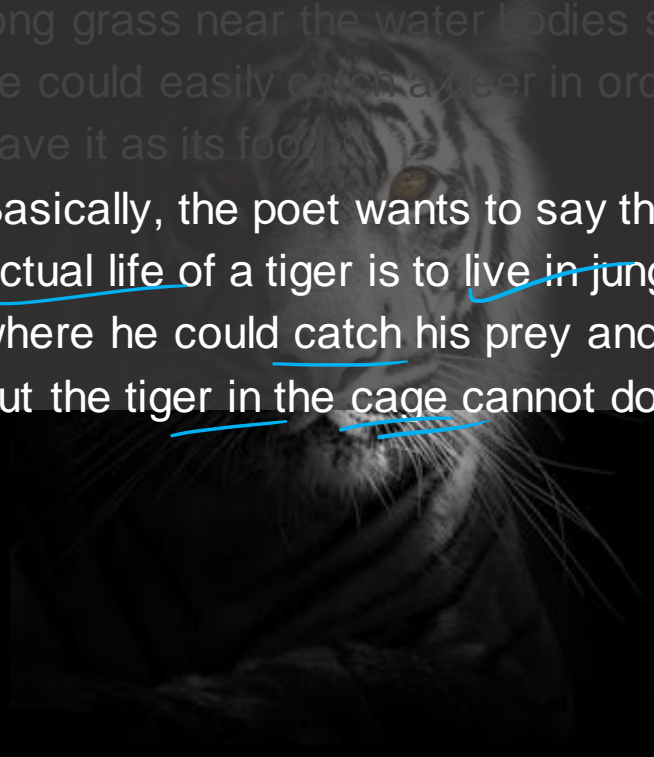 ong grass near the water bodies s
e could easily catch a deer in ord
ave it as its food
Basically, the poet wants to say th
ctual life of a tiger is to live in jung
where he could catch his prey and
ut the tiger in the cage cannot do